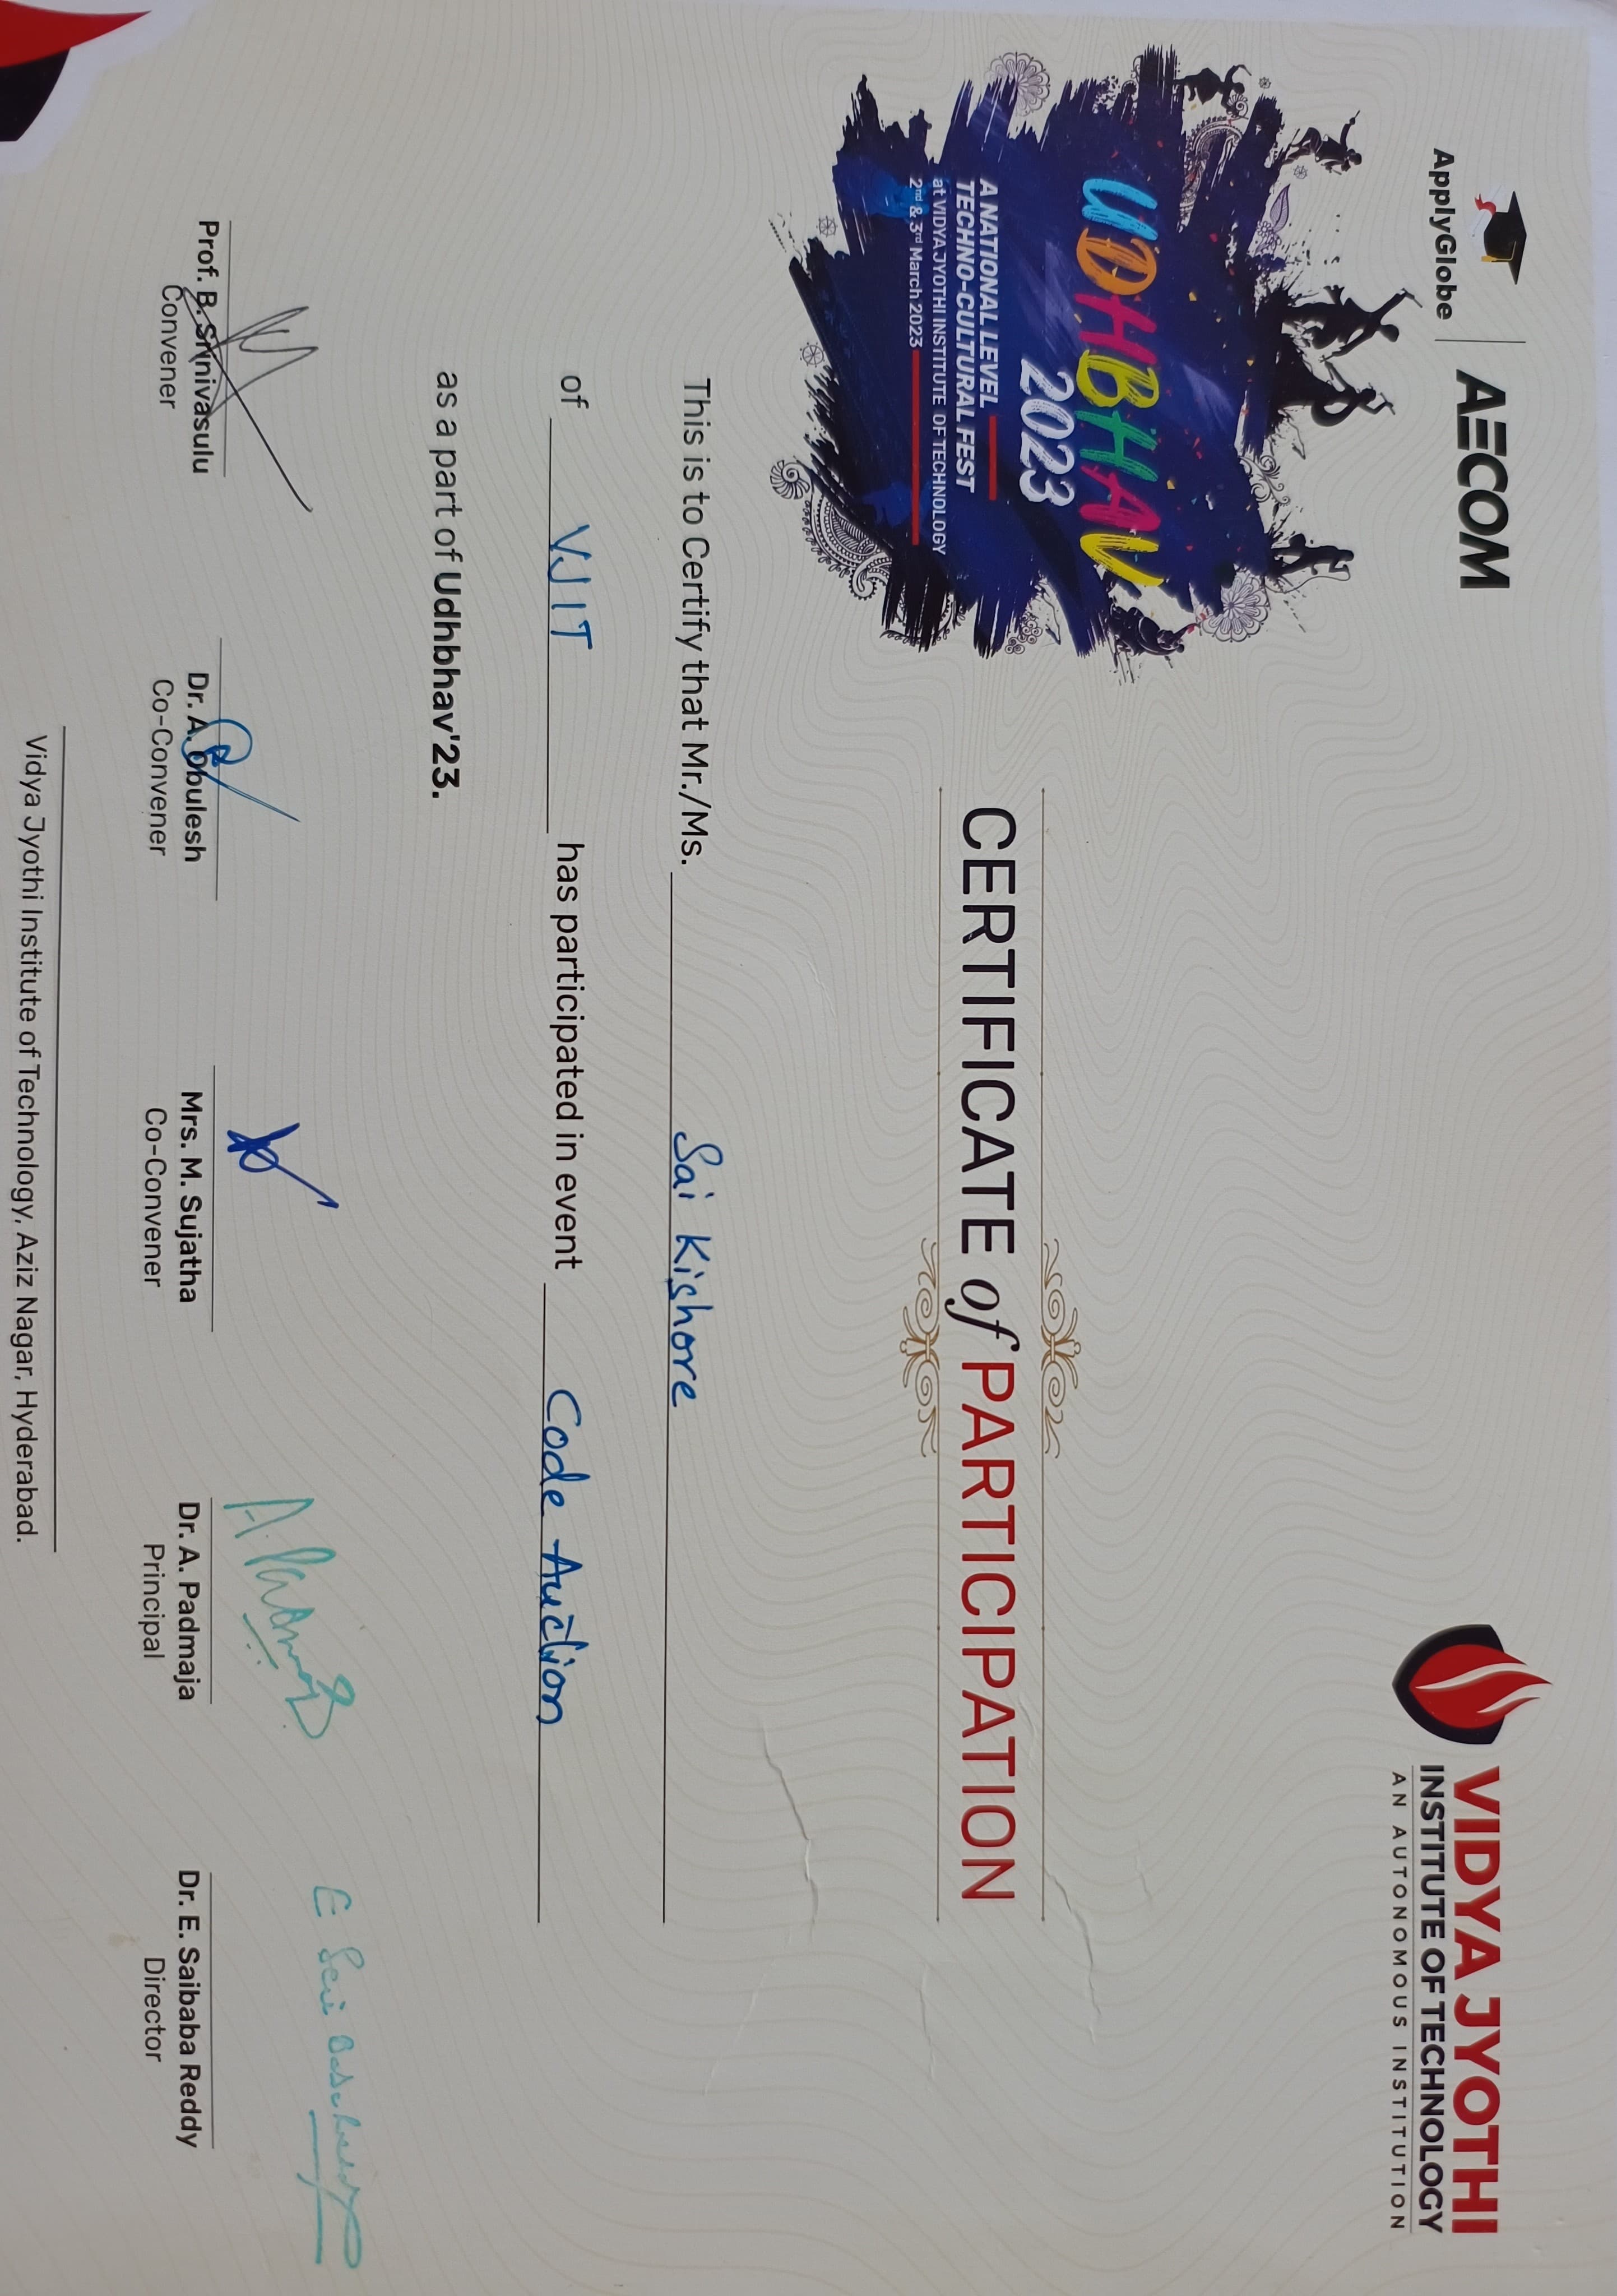 ApplyGlobe
AECOM
VIDYA JYOTHI
INSTITUTE OF TECHNOLOGY
AN AUTONOMOUS INSTITUTION
UDHBHAV
2023
A NATIONAL LEVEL
TECHNO-CULTURAL FEST
at VIDYA JYOTHI INSTITUTE OF TECHNOLOGY
2nd & 3rd March 2023
CERTIFICATE of PARTICIPATION
This is to Certify that Mr./Ms. Sai Kishore
of VJIT has participated in event Code Auction
as a part of Udhbhav'23.
Prof. B. Srinivasulu
Convener
Dr. A. Obulesh
Co-Convener
Mrs. M. Sujatha
Co-Convener
Dr. A. Padmaja
Principal
Dr. E. Saibaba Reddy
Director
Vidya Jyothi Institute of Technology, Aziz Nagar, Hyderabad.